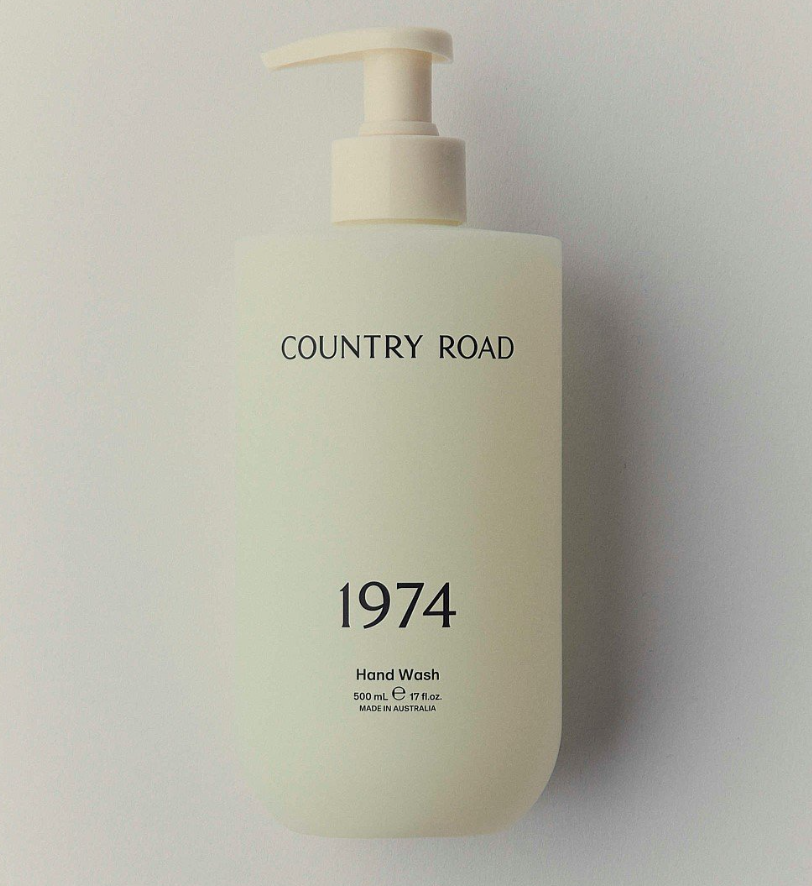 COUNTRY ROAD
1974
Hand Wash
500 mL ℮ 17 fl.oz.
MADE IN AUSTRALIA